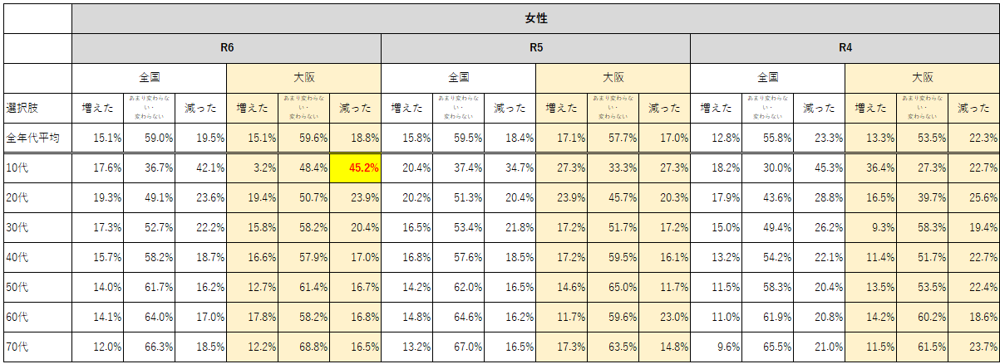 女性
R6 R5 R4
全国 大阪 全国 大阪 全国 大阪
選択肢 増えた あまり変わらない・変わらない 減った 増えた あまり変わらない・変わらない 減った 増えた あまり変わらない・変わらない 減った 増えた あまり変わらない・変わらない 減った 増えた あまり変わらない・変わらない 減った 増えた あまり変わらない・変わらない 減った
全年代平均 15.1% 59.0% 19.5% 15.1% 59.6% 18.8% 15.8% 59.5% 18.4% 17.1% 57.7% 17.0% 12.8% 55.8% 23.3% 13.3% 53.5% 22.3%
10代 17.6% 36.7% 42.1% 3.2% 48.4% 45.2% 20.4% 37.4% 34.7% 27.3% 33.3% 27.3% 18.2% 30.0% 45.3% 36.4% 27.3% 22.7%
20代 19.3% 49.1% 23.6% 19.4% 50.7% 23.9% 20.2% 51.3% 20.4% 23.9% 45.7% 20.3% 17.9% 43.6% 28.8% 16.5% 39.7% 25.6%
30代 17.3% 52.7% 22.2% 15.8% 58.2% 20.4% 16.5% 53.4% 21.8% 17.2% 51.7% 17.2% 15.0% 49.4% 26.2% 9.3% 58.3% 19.4%
40代 15.7% 58.2% 18.7% 16.6% 57.9% 17.0% 16.8% 57.6% 18.5% 17.2% 59.5% 16.1% 13.2% 54.2% 22.1% 11.4% 51.7% 22.7%
50代 14.0% 61.7% 16.2% 12.7% 61.4% 16.7% 14.2% 62.0% 16.5% 14.6% 65.0% 11.7% 11.5% 58.3% 20.4% 13.5% 53.5% 22.4%
60代 14.1% 64.0% 17.0% 17.8% 58.2% 16.8% 14.8% 64.6% 16.2% 11.7% 59.6% 23.0% 11.0% 61.9% 20.8% 14.2% 60.2% 18.6%
70代 12.0% 66.3% 18.5% 12.2% 68.8% 16.5% 13.2% 67.0% 16.5% 17.3% 63.5% 14.8% 9.6% 65.5% 21.0% 11.5% 61.5% 23.7%